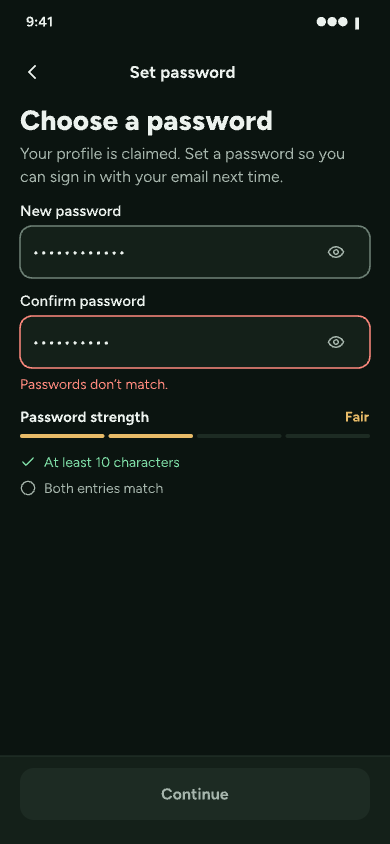 9:41
Set password
Choose a password
Your profile is claimed. Set a password so you
can sign in with your email next time.
New password
••••••••••••
Confirm password
••••••••••
Passwords don’t match.
Password strength
Fair
At least 10 characters
Both entries match
Continue